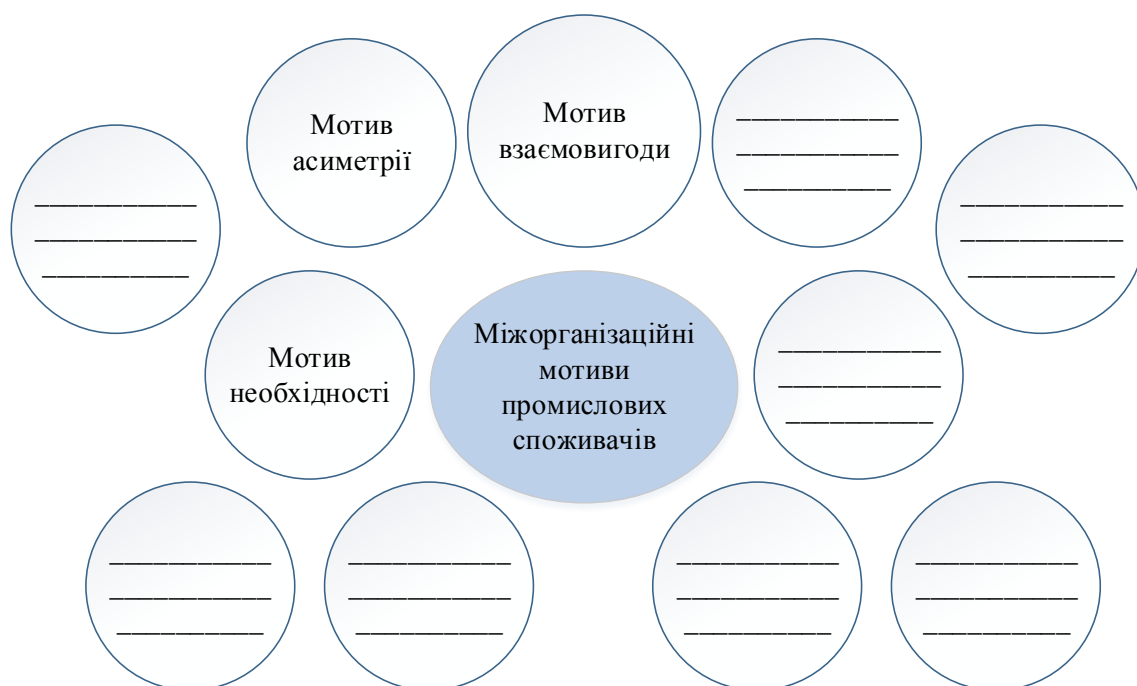 Мотив
асиметрії
Мотив
взаємовигоди
Мотив
необхідності
Міжорганізаційні
мотиви
промислових
споживачів